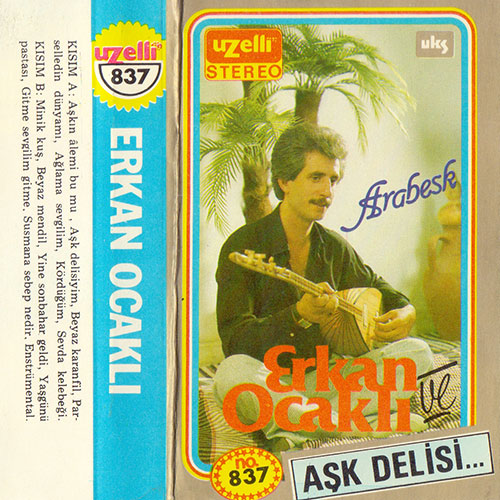 KISIM A: Aşkın âlemi bu mu, Aşk delisiyim, Beyaz karanfil, Par-
selledin dünyamı, Ağlama sevgilim, Kördüğüm, Sevda kelebeği.
KISIM B: Minik kuş, Beyaz mendil, Yine sonbahar geldi, Yaşgünü
pastası, Gitme sevgilim gitme, Susmana sebep nedir. Enstrümental.
uzelli
837
ERKAN OCAKLI
uzelli
STEREO
uks
Arabesk
Erkan
Ocaklı
ve
no
837
AŞK DELİSİ...